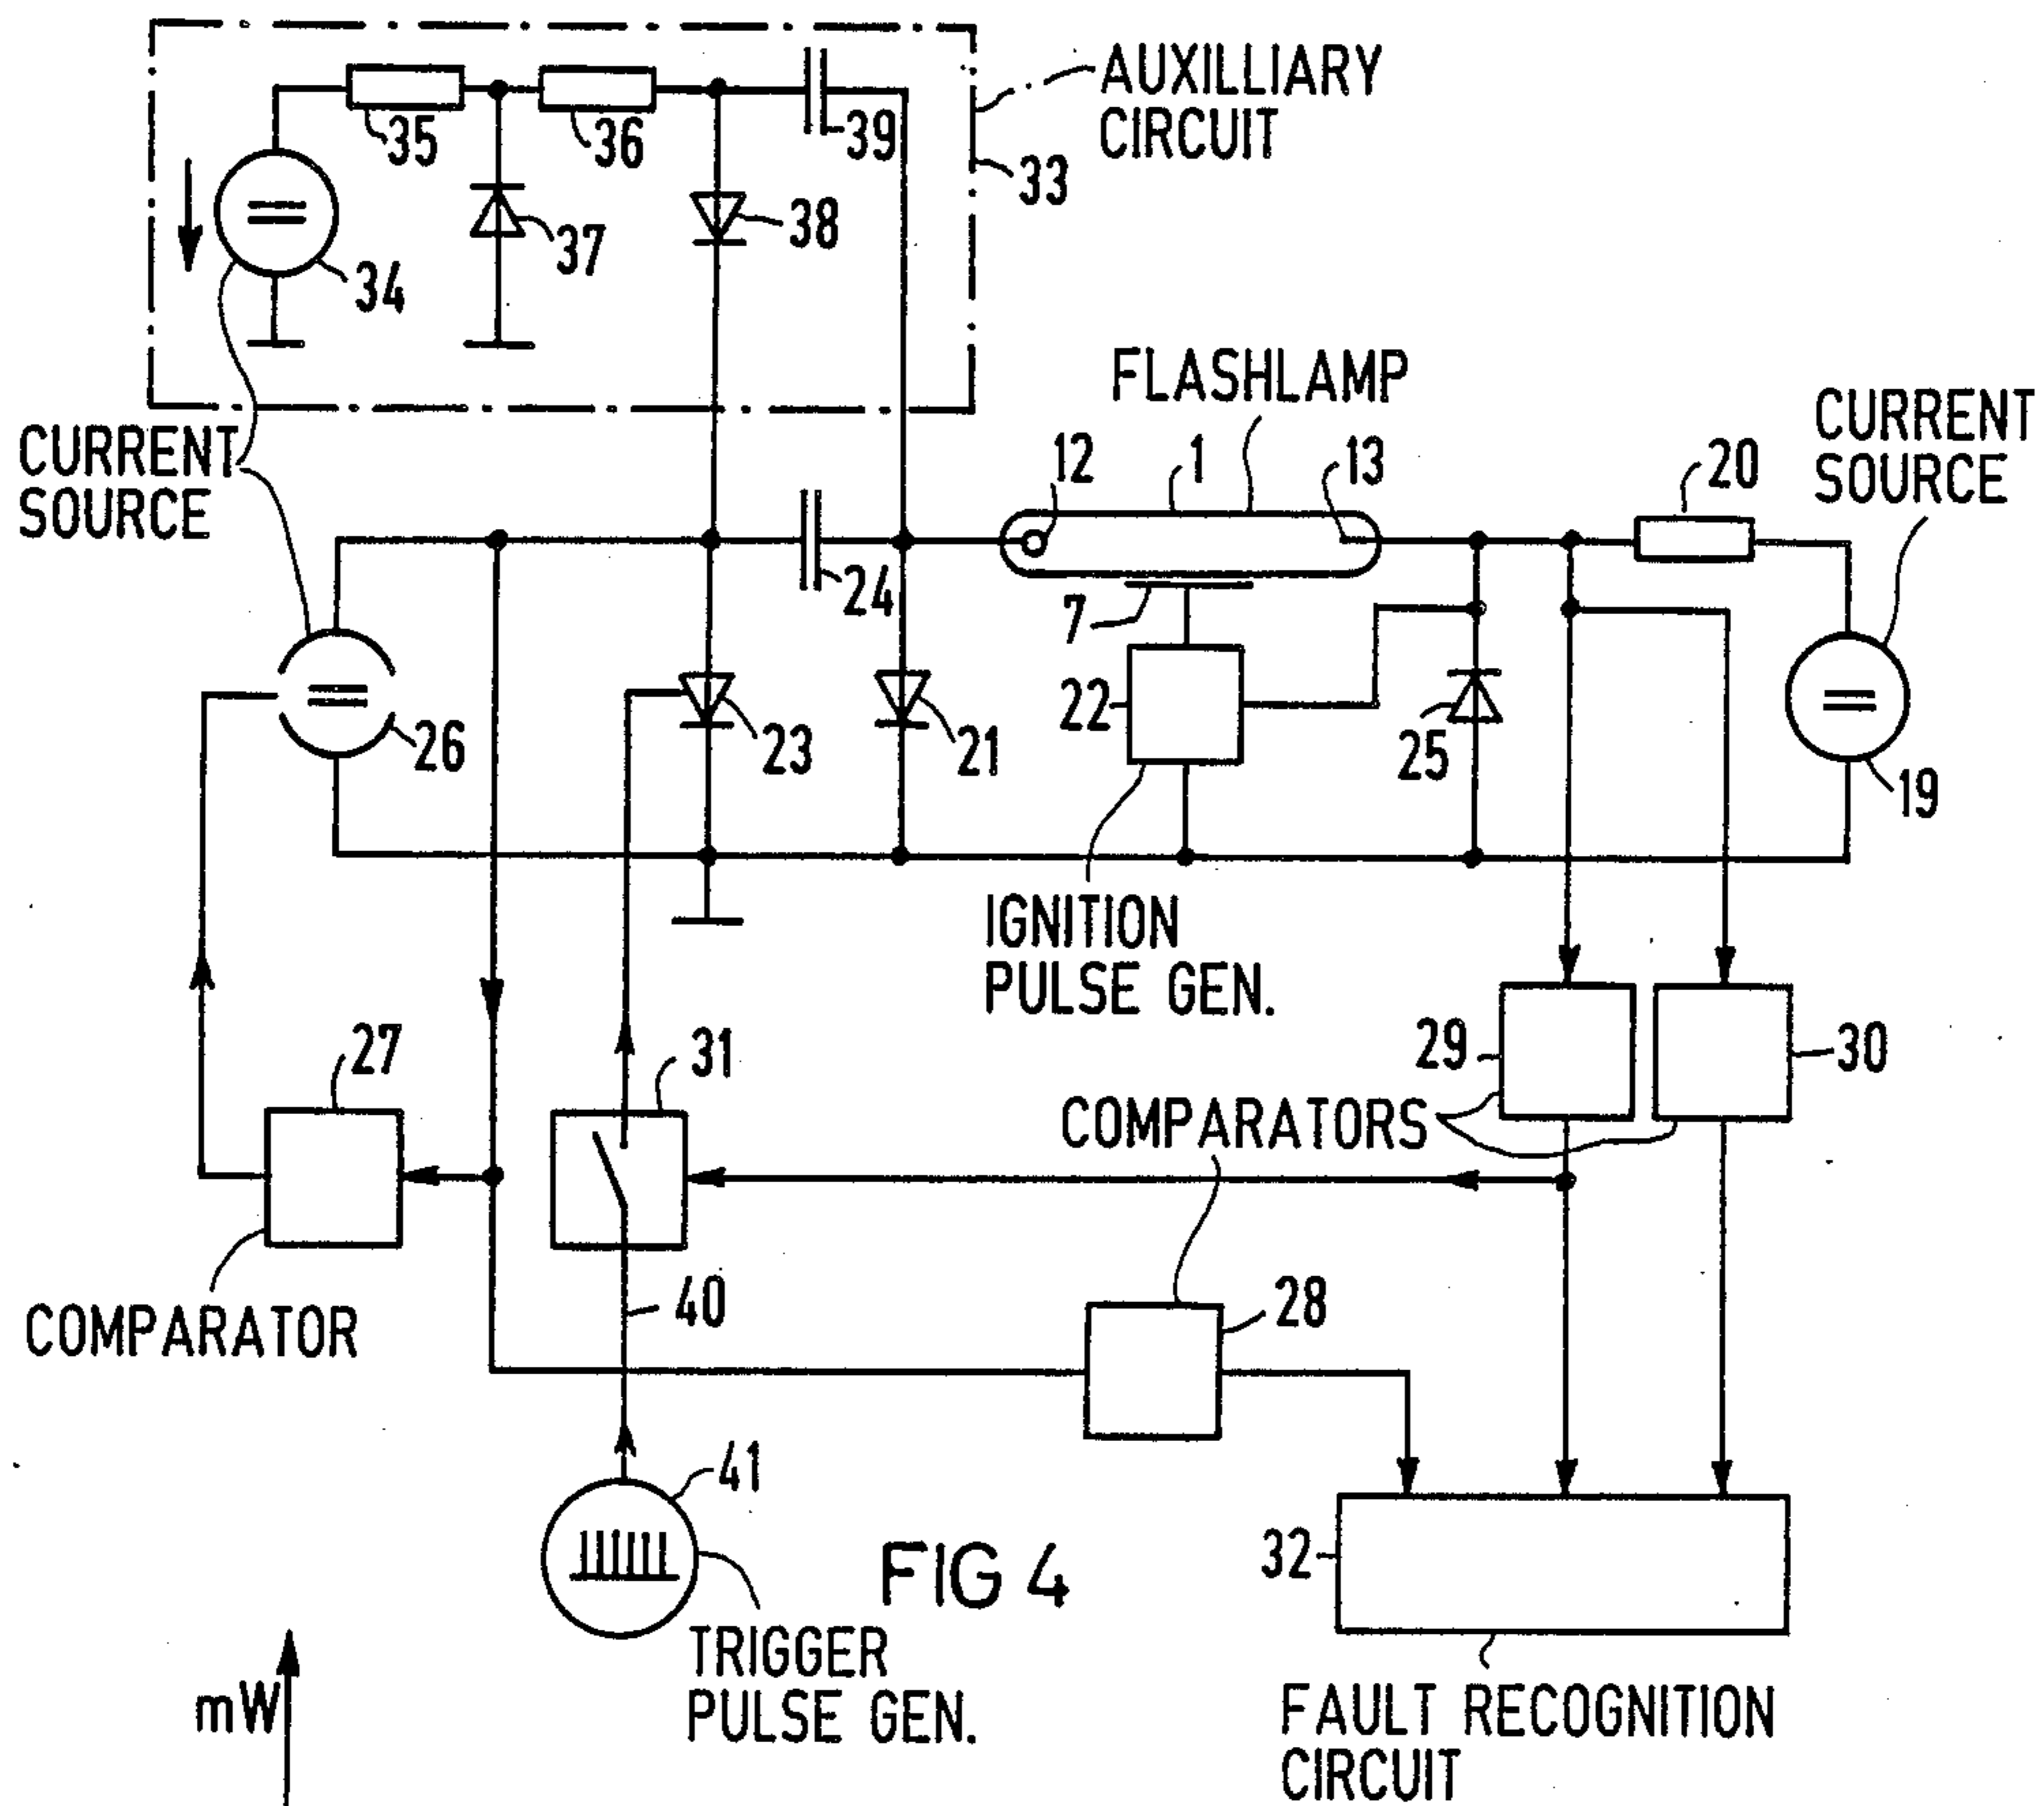 AUXILLIARY
CIRCUIT
35
36
39
33
37
38
34
FLASHLAMP
CURRENT
SOURCE
CURRENT
SOURCE
12
1
13
20
24
7
26
23
21
22
25
19
IGNITION
PULSE GEN.
27
31
29
30
COMPARATORS
COMPARATOR
40
28
41
32
FIG 4
TRIGGER
PULSE GEN.
mW
FAULT RECOGNITION
CIRCUIT